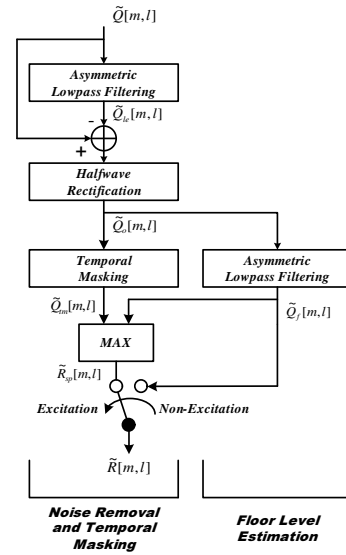 Q̃[m,l]
Asymmetric
Lowpass Filtering
-
Q̃le[m,l]
+
Halfwave
Rectification
Q̃o[m,l]
Temporal
Masking
Asymmetric
Lowpass Filtering
Q̃tm[m,l]
Q̃f[m,l]
MAX
R̃sp[m,l]
Excitation
Non-Excitation
R̃[m,l]
Noise Removal
and Temporal
Masking
Floor Level
Estimation